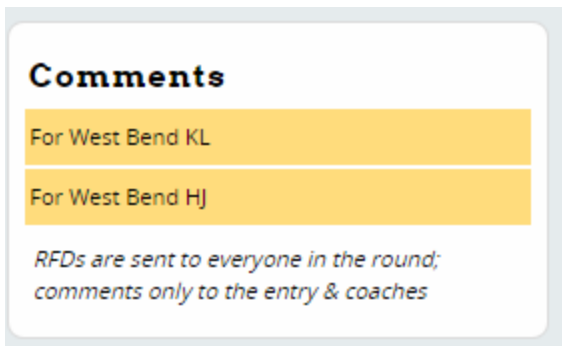 Comments
For West Bend KL
For West Bend HJ
RFDs are sent to everyone in the round;
comments only to the entry & coaches